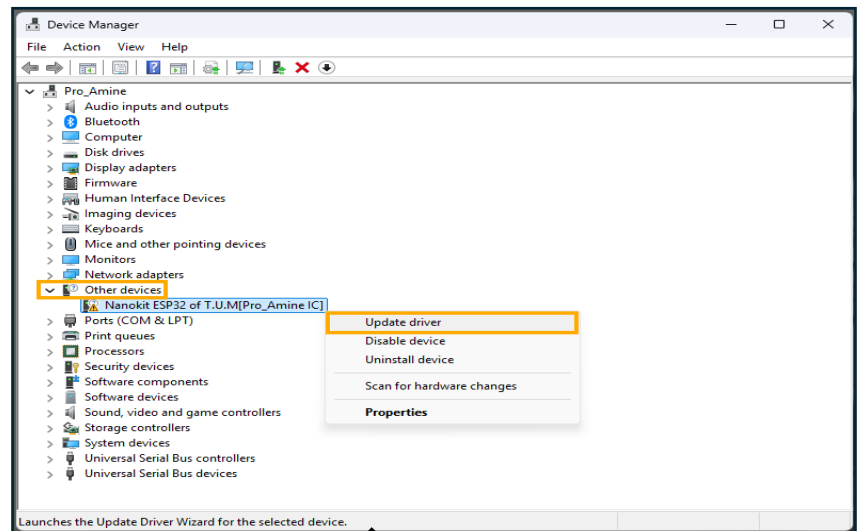 Device Manager
File Action View Help
Pro_Amine
Audio inputs and outputs
Bluetooth
Computer
Disk drives
Display adapters
Firmware
Human Interface Devices
Imaging devices
Keyboards
Mice and other pointing devices
Monitors
Network adapters
Other devices
Nanokit ESP32 of T.U.M[Pro_Amine IC]
Ports (COM & LPT)
Print queues
Processors
Security devices
Software components
Software devices
Sound, video and game controllers
Storage controllers
System devices
Universal Serial Bus controllers
Universal Serial Bus devices
Update driver
Disable device
Uninstall device
Scan for hardware changes
Properties
Launches the Update Driver Wizard for the selected device.